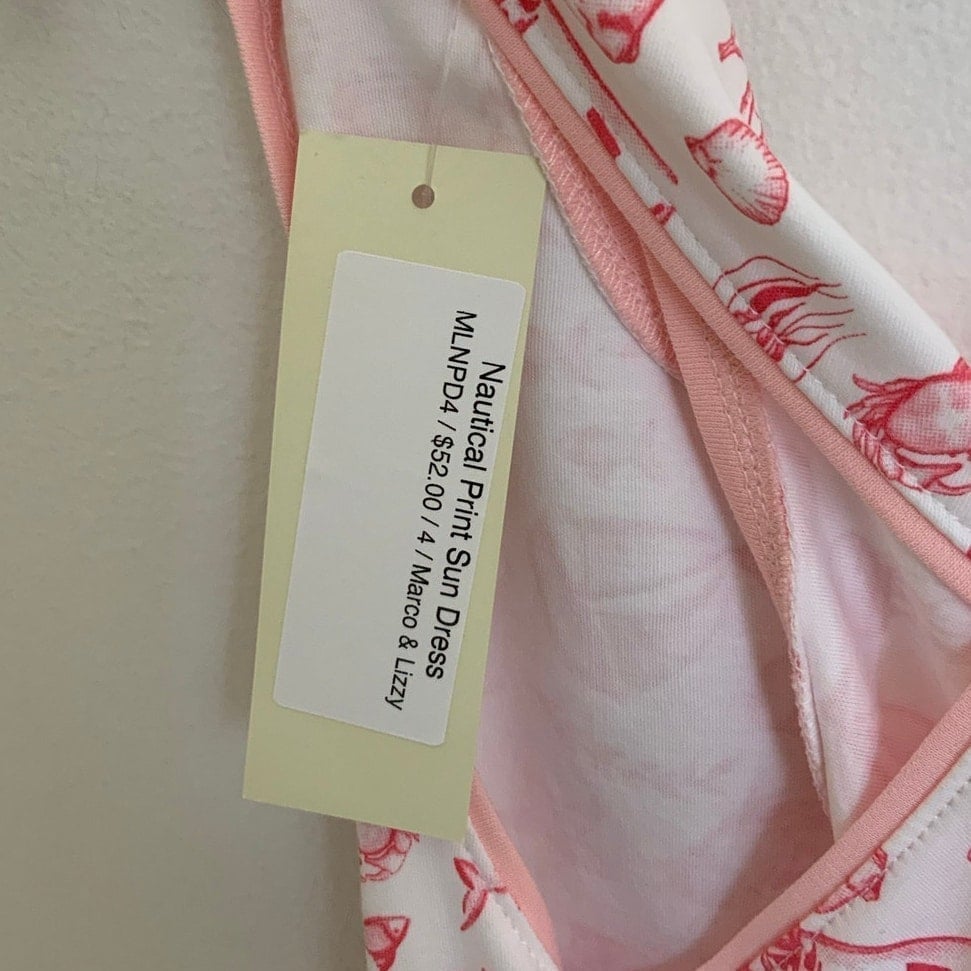 Nautical Print Sun Dress
MLNPD4 / $52.00 / 4 / Marco & Lizzy